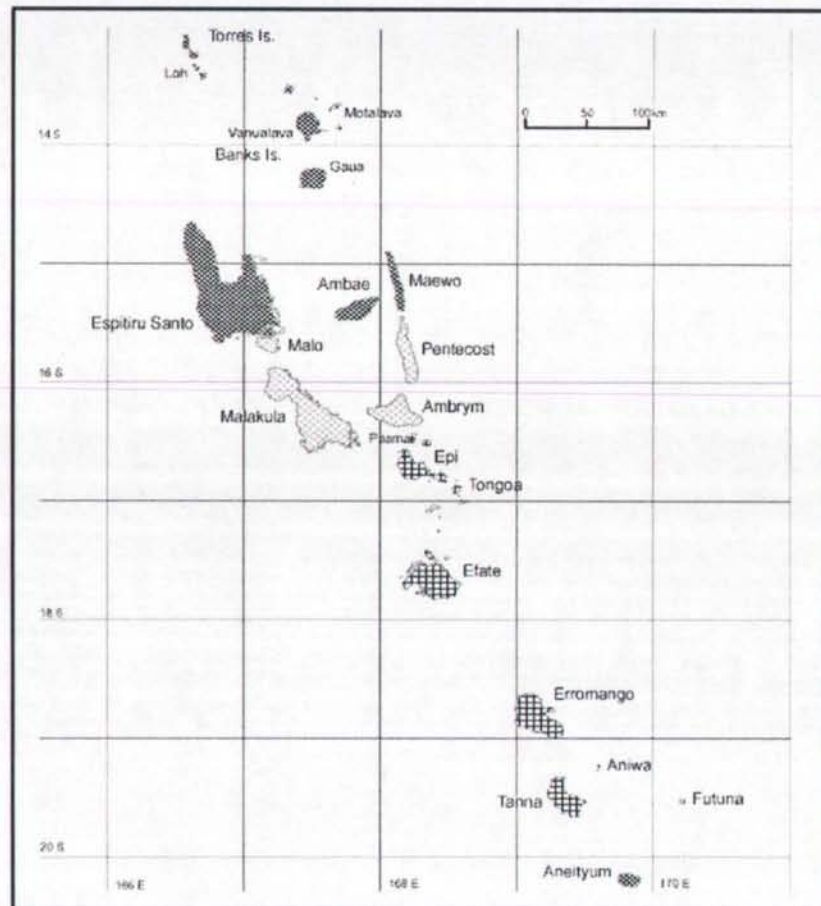 Torres Is.
Loh
Motalava
0 50 100km
Vanualava
14 S
Banks Is.
Gaua
Ambae
Maewo
Espitiru Santo
Malo
Pentecost
16 S
Malakula
Ambrym
Paama
Epi
Tongoa
Efate
18 S
Erromango
Aniwa
Tanna
Futuna
20 S
Aneityum
166 E
168 E
170 E